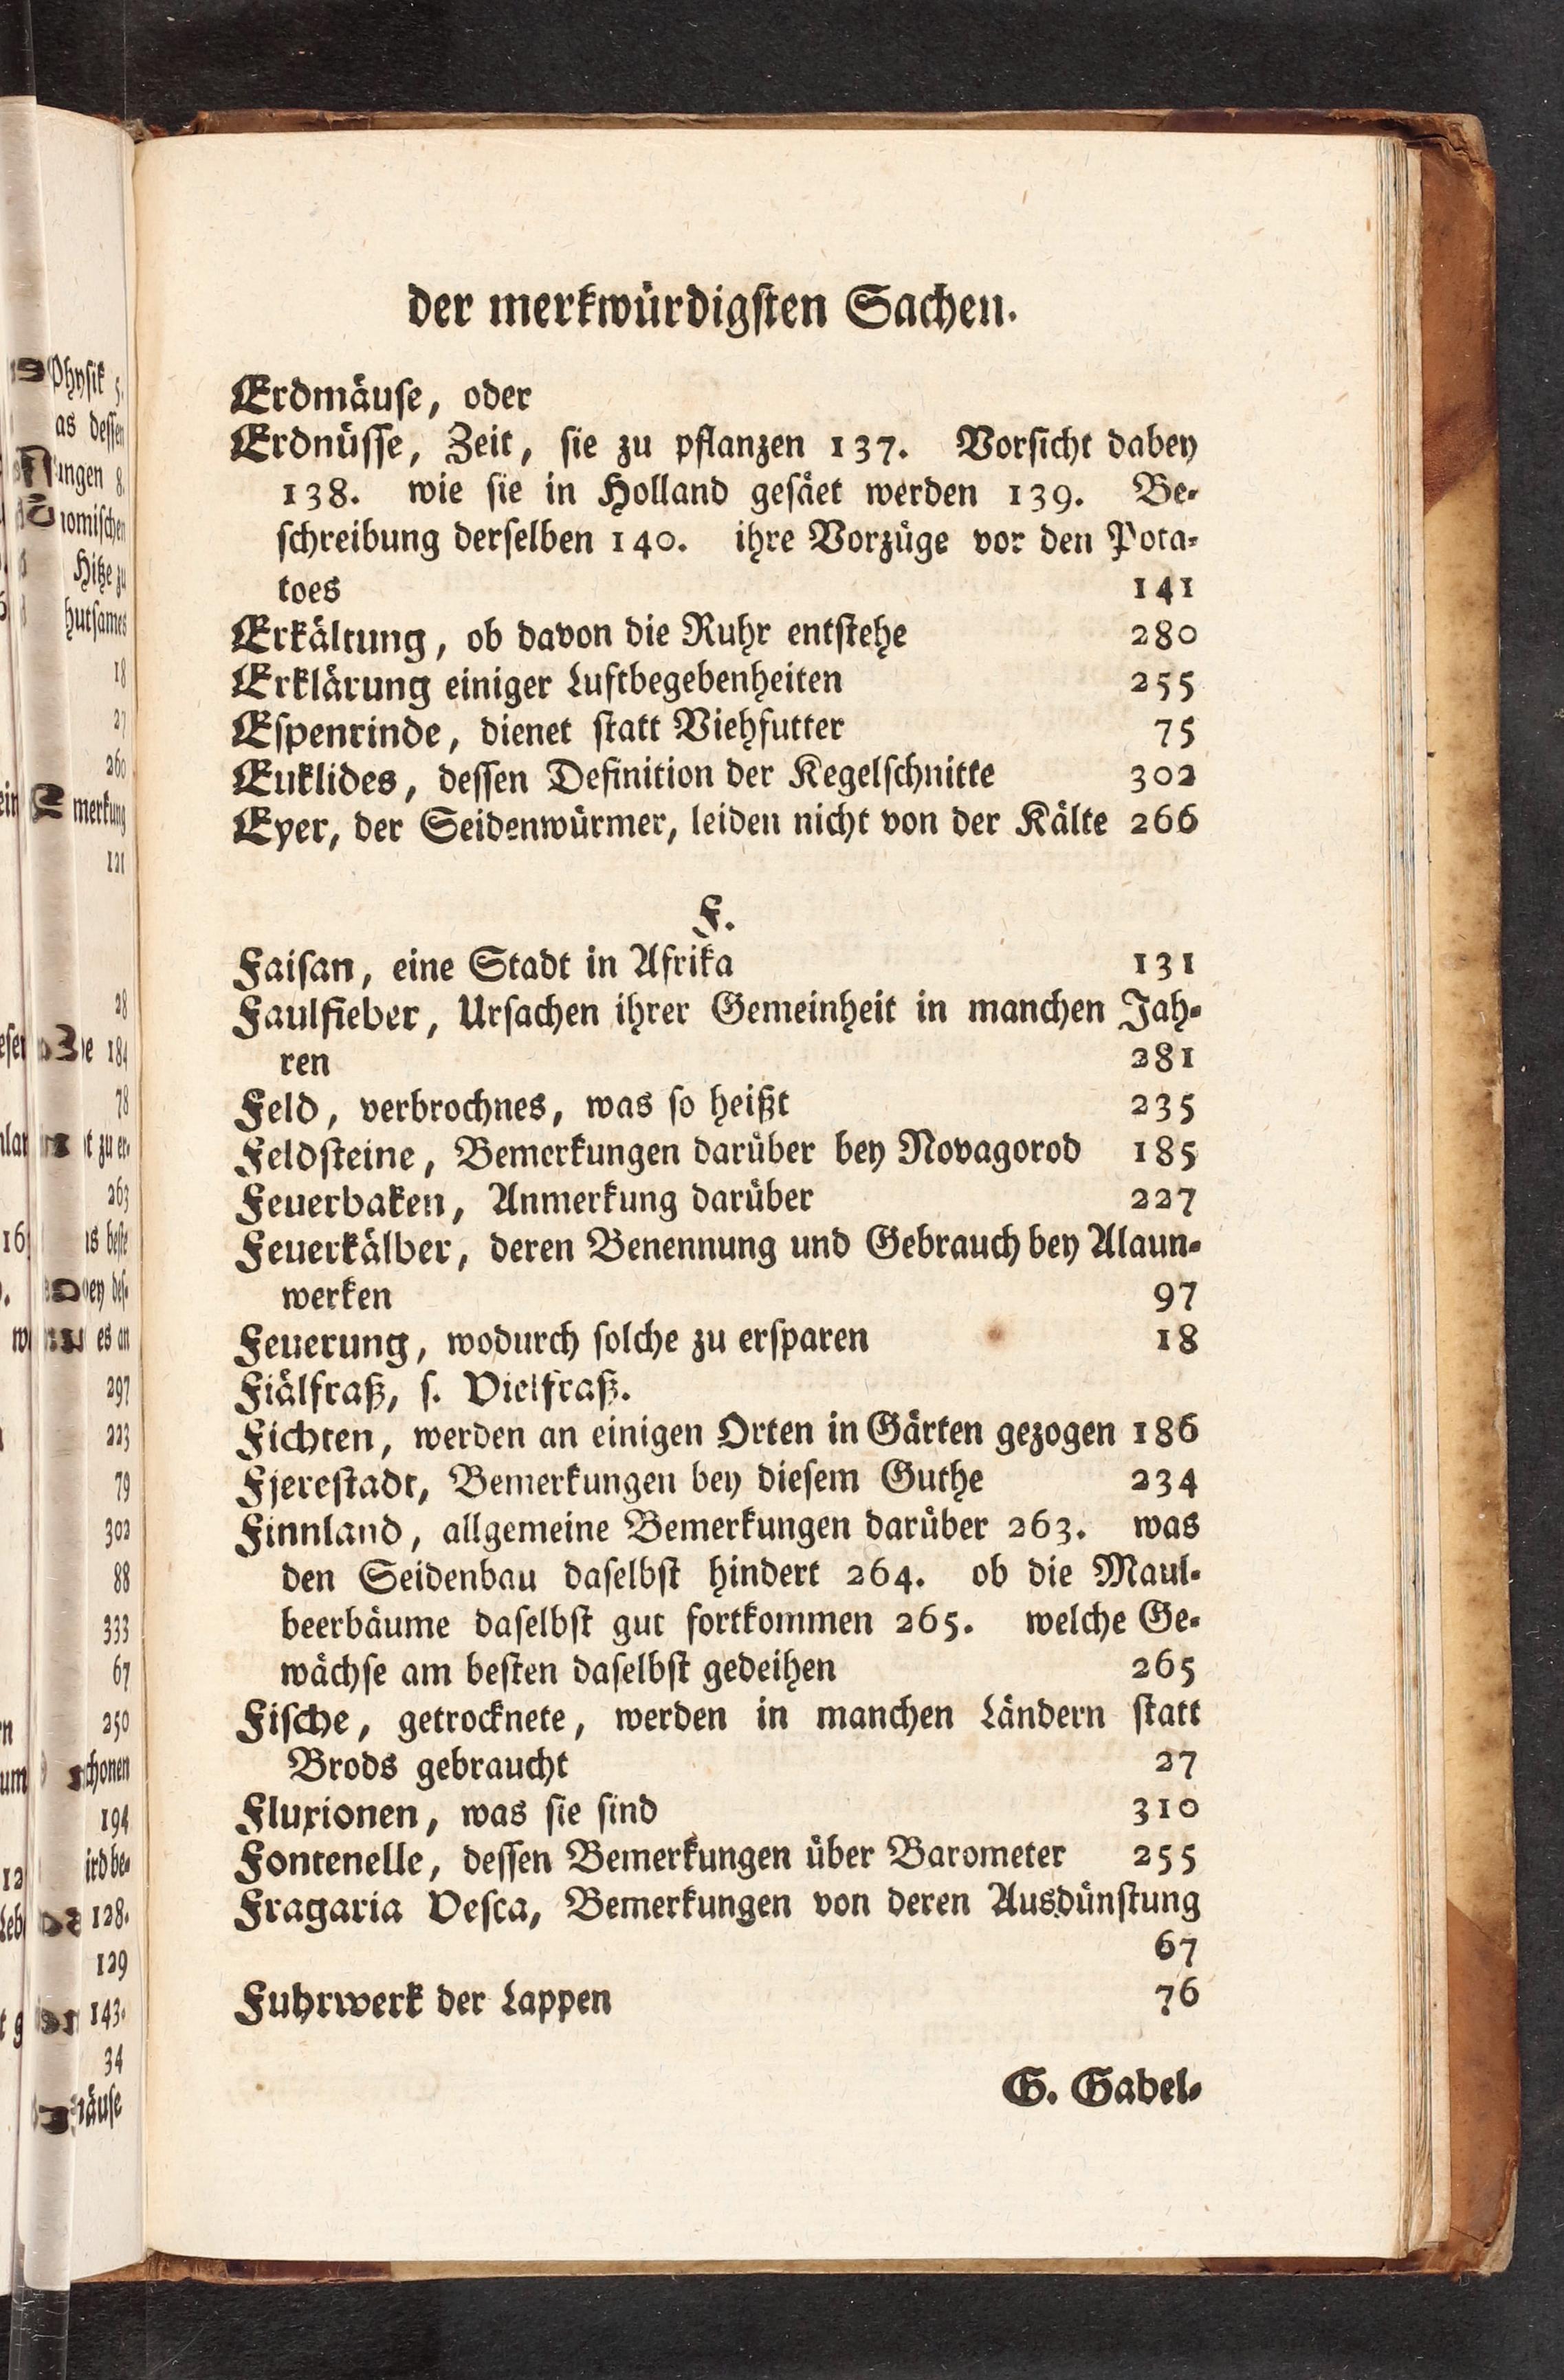 der merkwürdigsten Sachen.
Erdmäuse, oder
Erdnüsse, Zeit, sie zu pflanzen 137. Vorsicht dabey
138. wie sie in Holland gesäet werden 139. Be-
schreibung derselben 140. ihre Vorzüge vor den Pota-
toes 141
Erkältung, ob davon die Ruhr entstehe 280
Erklärung einiger Luftbegebenheiten 255
Espenrinde, dienet statt Viehfutter 75
Euklides, dessen Definition der Kegelschnitte 302
Eyer, der Seidenwürmer, leiden nicht von der Kälte 266
F.
Faisan, eine Stadt in Afrika 131
Faulfieber, Ursachen ihrer Gemeinheit in manchen Jah-
ren 281
Feld, verbrochnes, was so heißt 235
Feldsteine, Bemerkungen darüber bey Novagorod 185
Feuerbaken, Anmerkung darüber 227
Feuerkälber, deren Benennung und Gebrauch bey Alaun-
werken 97
Feuerung, wodurch solche zu ersparen 18
Fiälfraß, s. Vielfraß.
Fichten, werden an einigen Orten in Gärten gezogen 186
Fjerestadt, Bemerkungen bey diesem Guthe 234
Finnland, allgemeine Bemerkungen darüber 263. was
den Seidenbau daselbst hindert 264. ob die Maul-
beerbäume daselbst gut fortkommen 265. welche Ge-
wächse am besten daselbst gedeihen 265
Fische, getrocknete, werden in manchen Ländern statt
Brods gebraucht 27
Fluxionen, was sie sind 310
Fontenelle, dessen Bemerkungen über Barometer 255
Fragaria Vesca, Bemerkungen von deren Ausdünstung
67
Fuhrwerk der Lappen 76
G. Gabel-